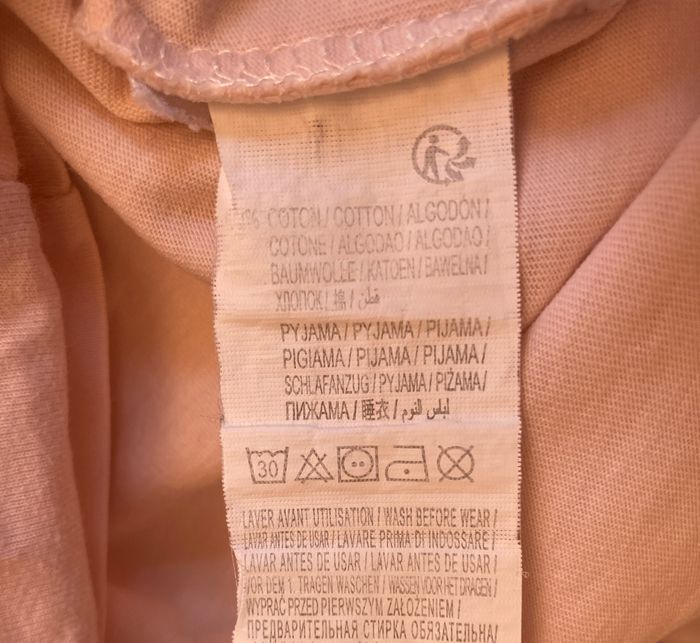 % COTON / COTTON / ALGODÓN /
COTONE / ALGODAO / ALGODAO /
BAUMWOLLE / KATOEN / BAWEŁNA /
ХЛОПОК / 棉 / قطن
PYJAMA / PYJAMA / PIJAMA /
PIGIAMA / PIJAMA / PIJAMA /
SCHLAFANZUG / PYJAMA / PIŻAMA /
ПИЖАМА / 睡衣 / لباس النوم
30
LAVER AVANT UTILISATION / WASH BEFORE WEAR /
LAVAR ANTES DE USAR / LAVARE PRIMA DI INDOSSARE /
LAVAR ANTES DE USAR / LAVAR ANTES DE USAR /
VOR DEM 1. TRAGEN WASCHEN / WASSEN VOOR HET DRAGEN /
WYPRAĆ PRZED PIERWSZYM ZAŁOŻENIEM /
ПРЕДВАРИТЕЛЬНАЯ СТИРКА ОБЯЗАТЕЛЬНА/